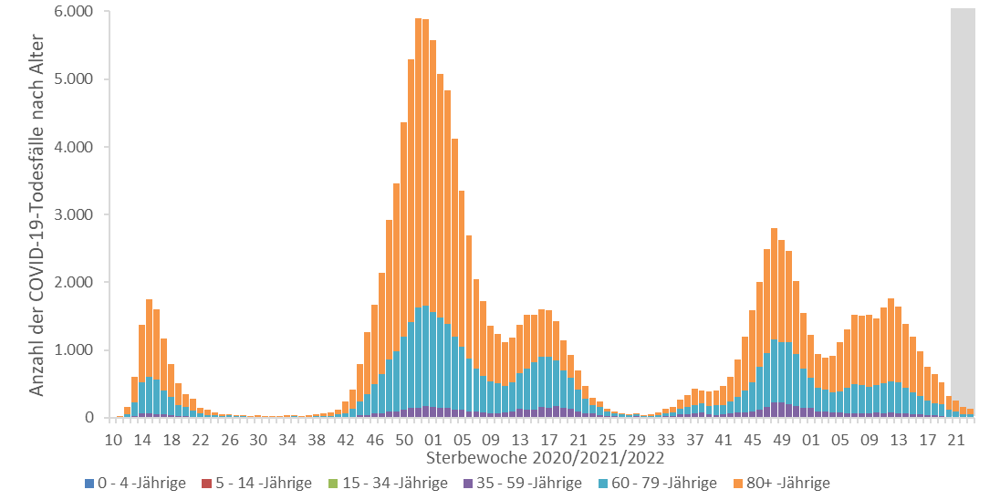 Anzahl der COVID-19-Todesfälle nach Alter
6.000
5.000
4.000
3.000
2.000
1.000
0
10 14 18 22 26 30 34 38 42 46 50 01 05 09 13 17 21 25 29 33 37 41 45 49 01 05 09 13 17 21
Sterbewoche 2020/2021/2022
0 - 4 -Jährige 5 - 14 -Jährige 15 - 34 -Jährige 35 - 59 -Jährige 60 - 79 -Jährige 80+ -Jährige